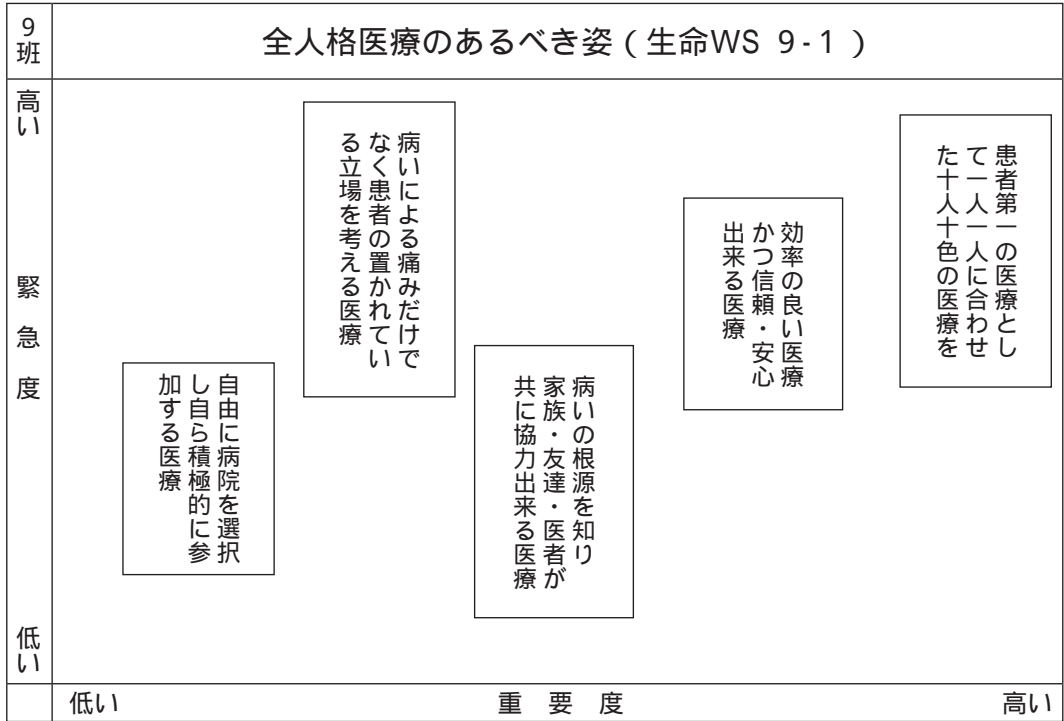 9班
全人格医療のあるべき姿(生命WS 9-1)
高い
緊急度
低い
病いによる痛みだけで
なく患者の置かれてい
る立場を考える医療
患者第一の医療とし
て一人一人に合わせ
た十人十色の医療を
効率の良い医療
かつ信頼・安心
出来る医療
病いの根源を知り
家族・友達・医者が
共に協力出来る医療
自由に病院を選択
し自ら積極的に参
加する医療
低い
重要度
高い